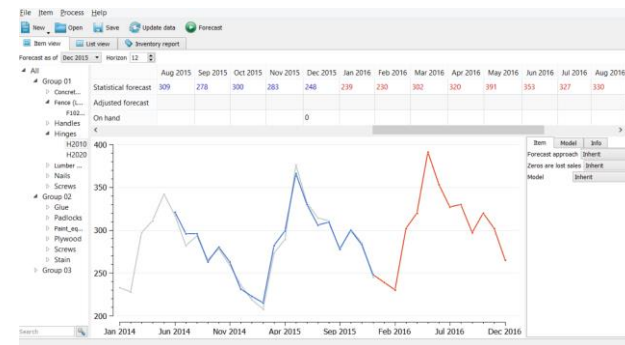 File Item Process Help
New Open Save Update data Forecast
Item view List view Inventory report
Forecast as of Dec 2015 Horizon 12
All
Group 01
Concret...
Fence (L...
F102...
Handles
Hinges
H2010
H2020
Lumber ...
Nails
Screws
Group 02
Glue
Padlocks
Paint_eq...
Plywood
Screws
Stain
Group 03
Search
Aug 2015 Sep 2015 Oct 2015 Nov 2015 Dec 2015 Jan 2016 Feb 2016 Mar 2016 Apr 2016 May 2016 Jun 2016 Jul 2016 Aug 2016
Statistical forecast 309 278 300 283 248 239 230 302 320 391 353 327 330
Adjusted forecast
On hand 0
400
350
300
250
200
Jan 2014 Jun 2014 Nov 2014 Apr 2015 Sep 2015 Feb 2016 Jul 2016 Dec 2016
Item Model Info
Forecast approach Inherit
Zeros are lost sales Inherit
Model Inherit